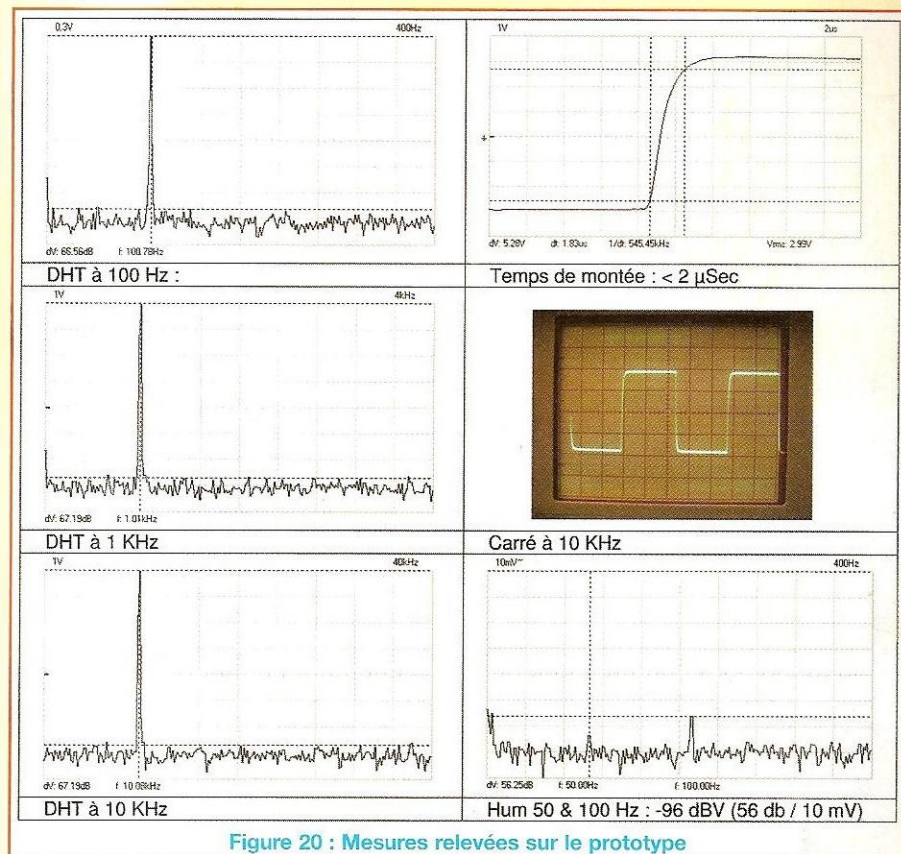 0.3V 400Hz
dV: 66.56dB f: 100.78Hz
DHT à 100 Hz :
1V 2us
dV: 5.28V dt: 1.83us 1/dt: 545.45kHz Vrms: 2.99V
Temps de montée : < 2 µSec
1V 4kHz
dV: 67.19dB f: 1.01kHz
DHT à 1 KHz
Carré à 10 KHz
1V 40kHz
dV: 67.19dB f: 10.08kHz
DHT à 10 KHz
10mV~ 400Hz
dV: 56.25dB f: 50.00Hz f: 100.00Hz
Hum 50 & 100 Hz : -96 dBV (56 db / 10 mV)
Figure 20 : Mesures relevées sur le prototype